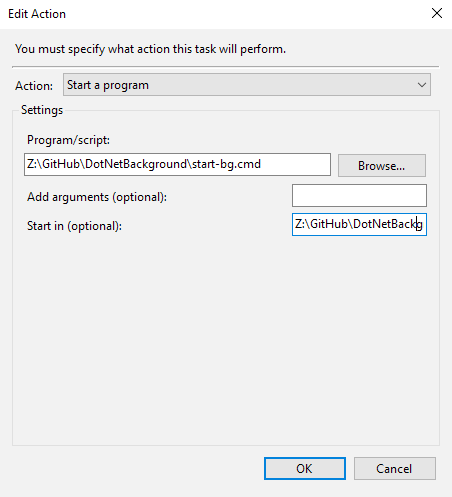 Edit Action
You must specify what action this task will perform.
Action: Start a program
Settings
Program/script:
Z:\GitHub\DotNetBackground\start-bg.cmd Browse...
Add arguments (optional):
Start in (optional): Z:\GitHub\DotNetBackg
OK Cancel